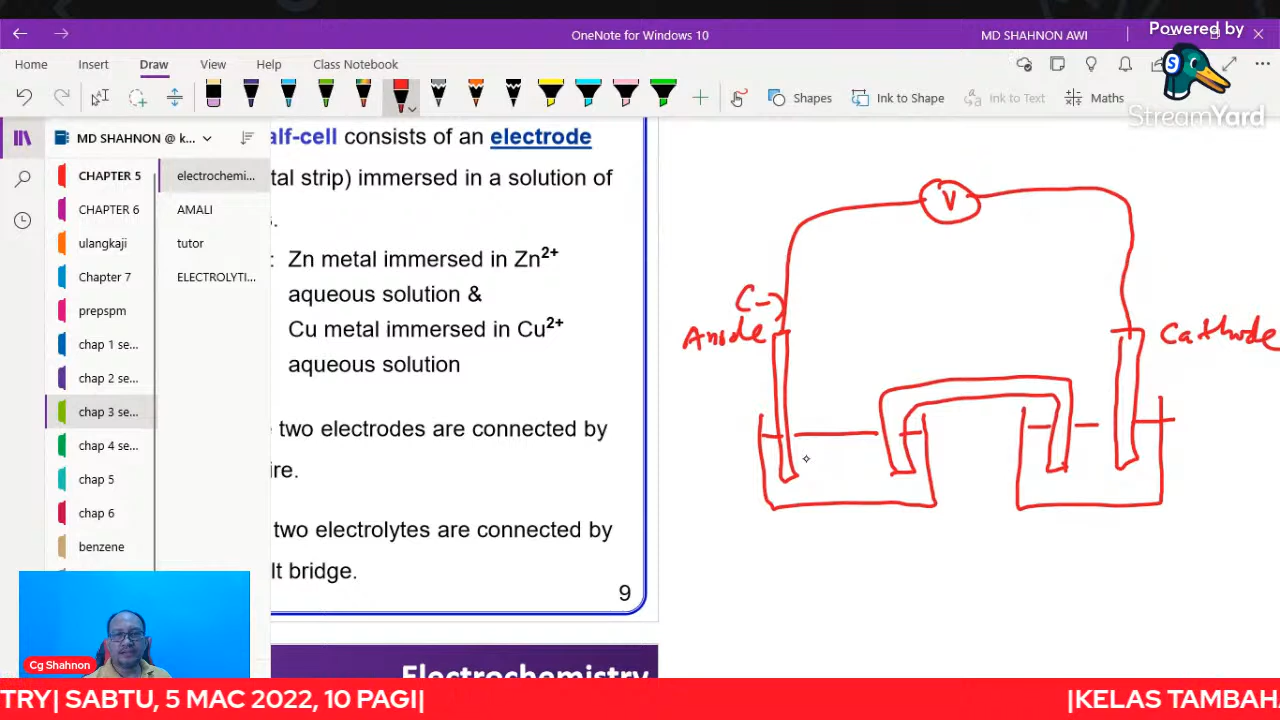 OneNote for Windows 10
MD SHAHNON AWI
Powered by
StreamYard
Home
Insert
Draw
View
Help
Class Notebook
Shapes
Ink to Shape
Ink to Text
Maths
MD SHAHNON @ k...
CHAPTER 5
CHAPTER 6
ulangkaji
Chapter 7
prepspm
chap 1 se...
chap 2 se...
chap 3 se...
chap 4 se...
chap 5
chap 6
benzene
electrochemi...
AMALI
tutor
ELECTROLYTI...
alf-cell consists of an electrode
tal strip) immersed in a solution of
s.
: Zn metal immersed in Zn2+
aqueous solution &
Cu metal immersed in Cu2+
aqueous solution
e two electrodes are connected by
ire.
two electrolytes are connected by
lt bridge.
9
Electrochemistry
V
(-)
Anode
Cathode
S
Cg Shahnon
TRY| SABTU, 5 MAC 2022, 10 PAGI|
|KELAS TAMBAHA